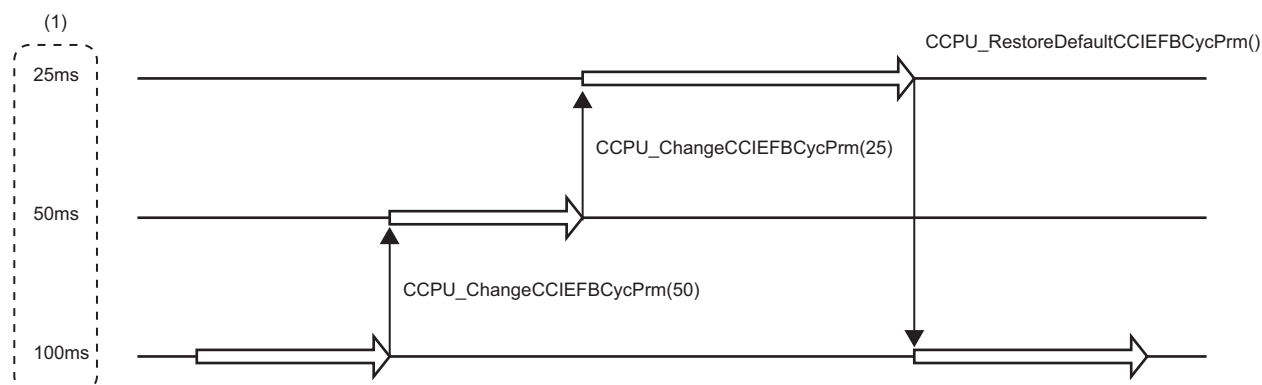 (1)
CCPU_RestoreDefaultCCIEFBCycPrm()
25ms
CCPU_ChangeCCIEFBCycPrm(25)
50ms
CCPU_ChangeCCIEFBCycPrm(50)
100ms